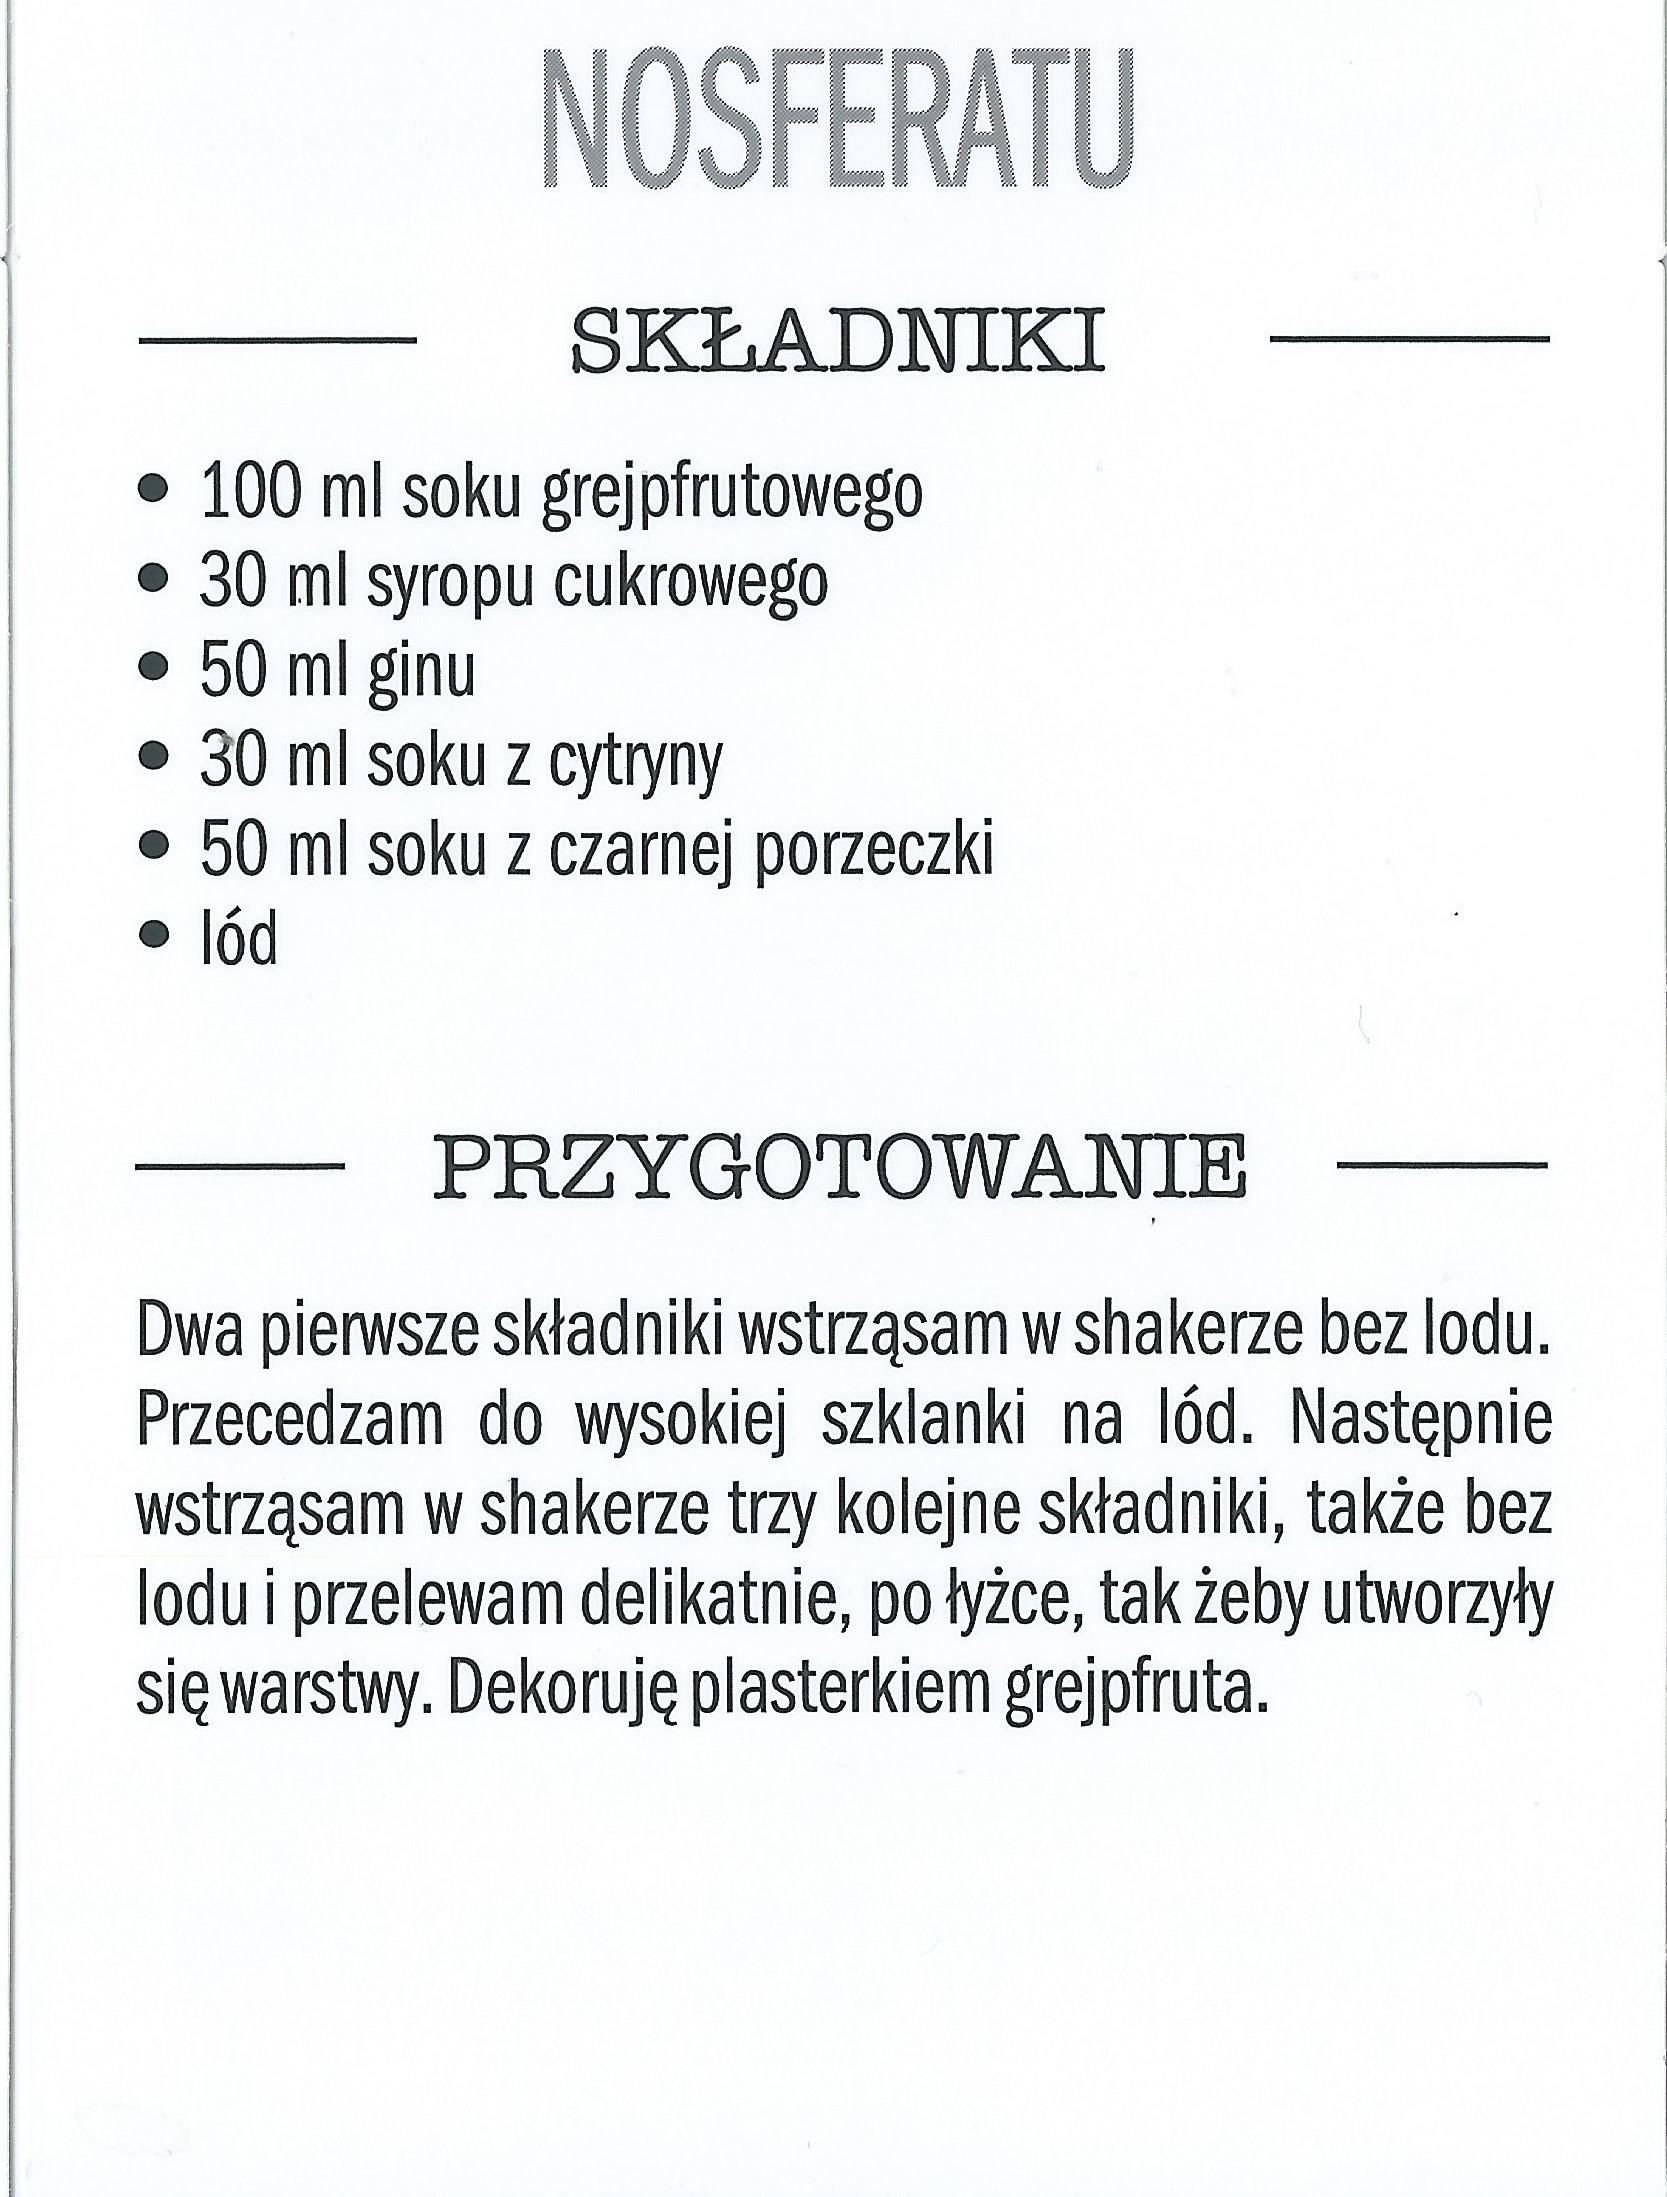 NOSFERATU
SKŁADNIKI
• 100 ml soku grejpfrutowego
• 30 ml syropu cukrowego
• 50 ml ginu
• 30 ml soku z cytryny
• 50 ml soku z czarnej porzeczki
• lód
PRZYGOTOWANIE
Dwa pierwsze składniki wstrząsam w shakerze bez lodu.
Przecedzam do wysokiej szklanki na lód. Następnie
wstrząsam w shakerze trzy kolejne składniki, także bez
lodu i przelewam delikatnie, po łyżce, tak żeby utworzyły
się warstwy. Dekoruję plasterkiem grejpfruta.